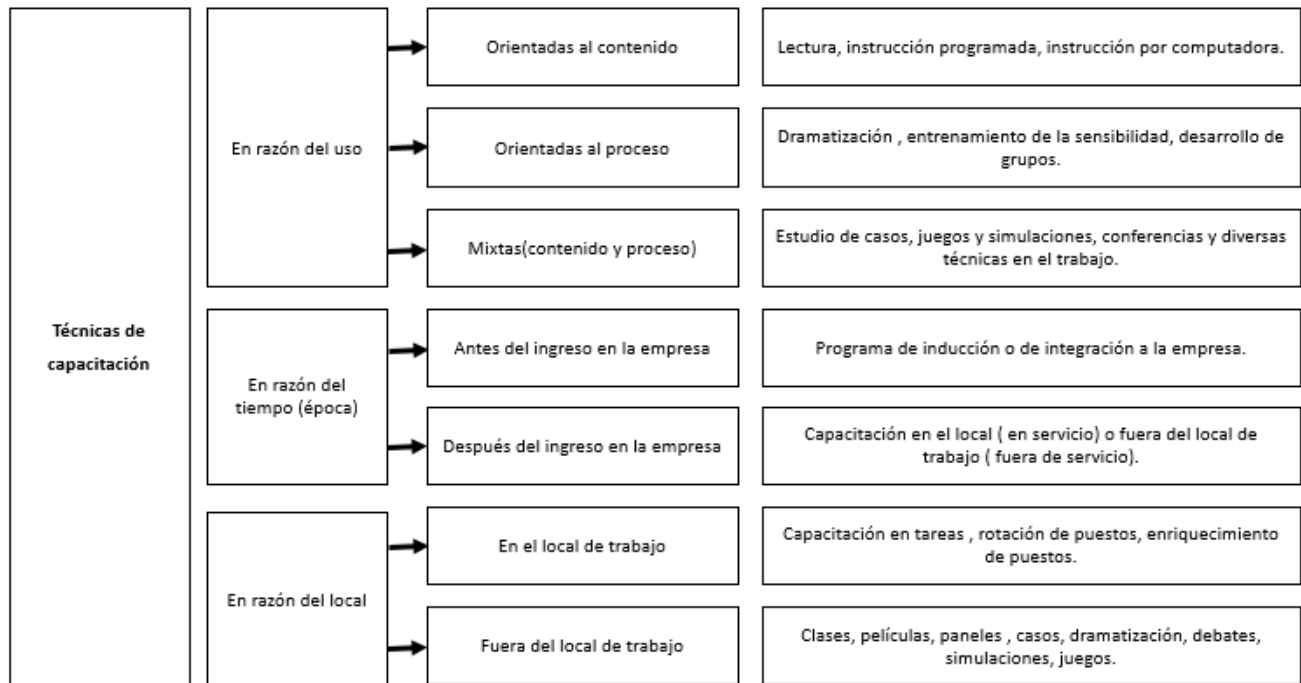 Técnicas de
capacitación
En razón del uso
Orientadas al contenido
Lectura, instrucción programada, instrucción por computadora.
Orientadas al proceso
Dramatización , entrenamiento de la sensibilidad, desarrollo de
grupos.
Mixtas(contenido y proceso)
Estudio de casos, juegos y simulaciones, conferencias y diversas
técnicas en el trabajo.
En razón del
tiempo (época)
Antes del ingreso en la empresa
Programa de inducción o de integración a la empresa.
Después del ingreso en la empresa
Capacitación en el local ( en servicio) o fuera del local de
trabajo ( fuera de servicio).
En razón del local
En el local de trabajo
Capacitación en tareas , rotación de puestos, enriquecimiento
de puestos.
Fuera del local de trabajo
Clases, películas, paneles , casos, dramatización, debates,
simulaciones, juegos.